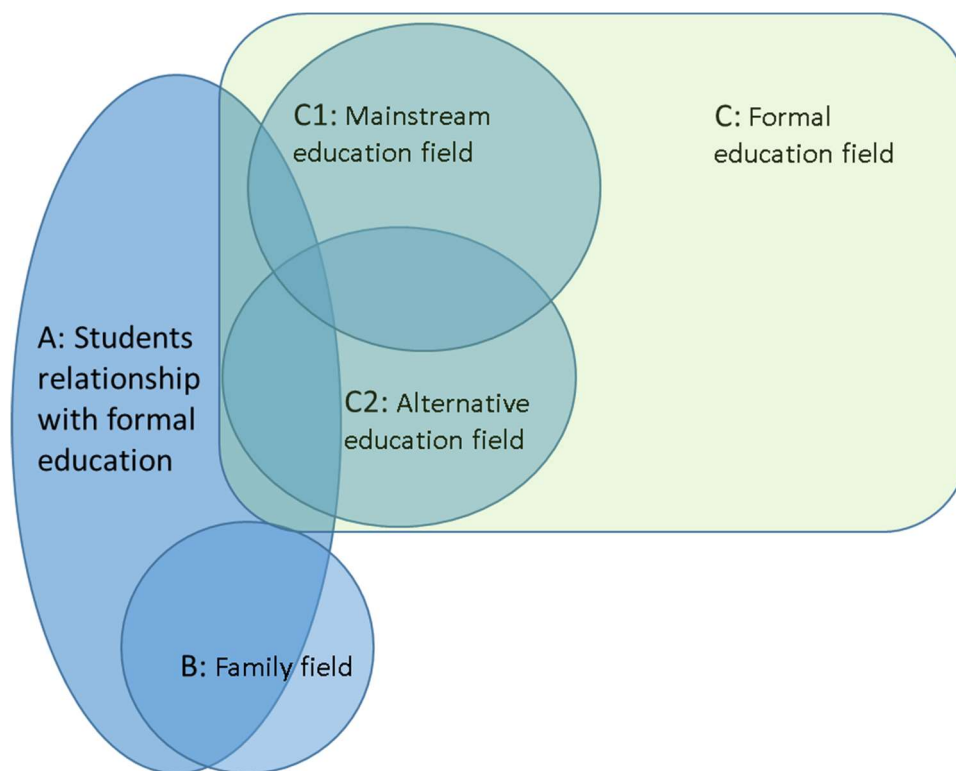 C1: Mainstream
education field
C: Formal
education field
A: Students
relationship
with formal
education
C2: Alternative
education field
B: Family field